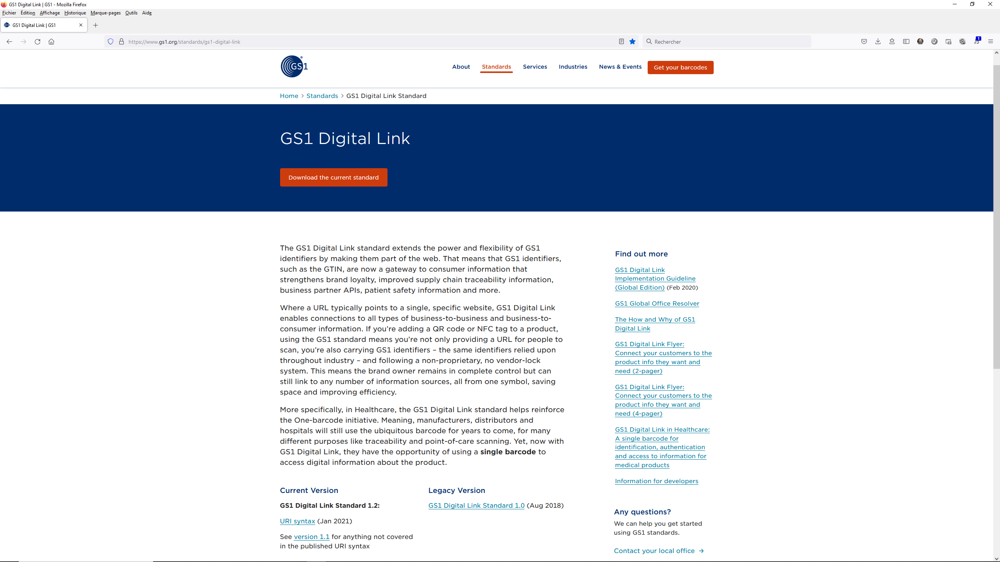 GS1 Digital Link | GS1 - Mozilla Firefox
Fichier Édition Affichage Historique Marque-pages Outils Aide
GS1 Digital Link | GS1
https://www.gs1.org/standards/gs1-digital-link
Rechercher
1
GS1
About Standards Services Industries News & Events Get your barcodes
Home > Standards > GS1 Digital Link Standard
GS1 Digital Link
Download the current standard
The GS1 Digital Link standard extends the power and flexibility of GS1
identifiers by making them part of the web. That means that GS1 identifiers,
such as the GTIN, are now a gateway to consumer information that
strengthens brand loyalty, improved supply chain traceability information,
business partner APIs, patient safety information and more.
Where a URL typically points to a single, specific website, GS1 Digital Link
enables connections to all types of business-to-business and business-to-
consumer information. If you’re adding a QR code or NFC tag to a product,
using the GS1 standard means you’re not only providing a URL for people to
scan, you’re also carrying GS1 identifiers – the same identifiers relied upon
throughout industry – and following a non-proprietary, no vendor-lock
system. This means the brand owner remains in complete control but can
still link to any number of information sources, all from one symbol, saving
space and improving efficiency.
More specifically, in Healthcare, the GS1 Digital Link standard helps reinforce
the One-barcode initiative. Meaning, manufacturers, distributors and
hospitals will still use the ubiquitous barcode for years to come, for many
different purposes like traceability and point-of-care scanning. Yet, now with
GS1 Digital Link, they have the opportunity of using a single barcode to
access digital information about the product.
Current Version
GS1 Digital Link Standard 1.2:
URI syntax (Jan 2021)
See version 1.1 for anything not covered
in the published URI syntax
Legacy Version
GS1 Digital Link Standard 1.0 (Aug 2018)
Find out more
GS1 Digital Link
Implementation Guideline
(Global Edition) (Feb 2020)
GS1 Global Office Resolver
The How and Why of GS1
Digital Link
GS1 Digital Link Flyer:
Connect your customers to the
product info they want and
need (2-pager)
GS1 Digital Link Flyer:
Connect your customers to the
product info they want and
need (4-pager)
GS1 Digital Link in Healthcare:
A single barcode for
identification, authentication
and access to information for
medical products
Information for developers
Any questions?
We can help you get started
using GS1 standards.
Contact your local office →